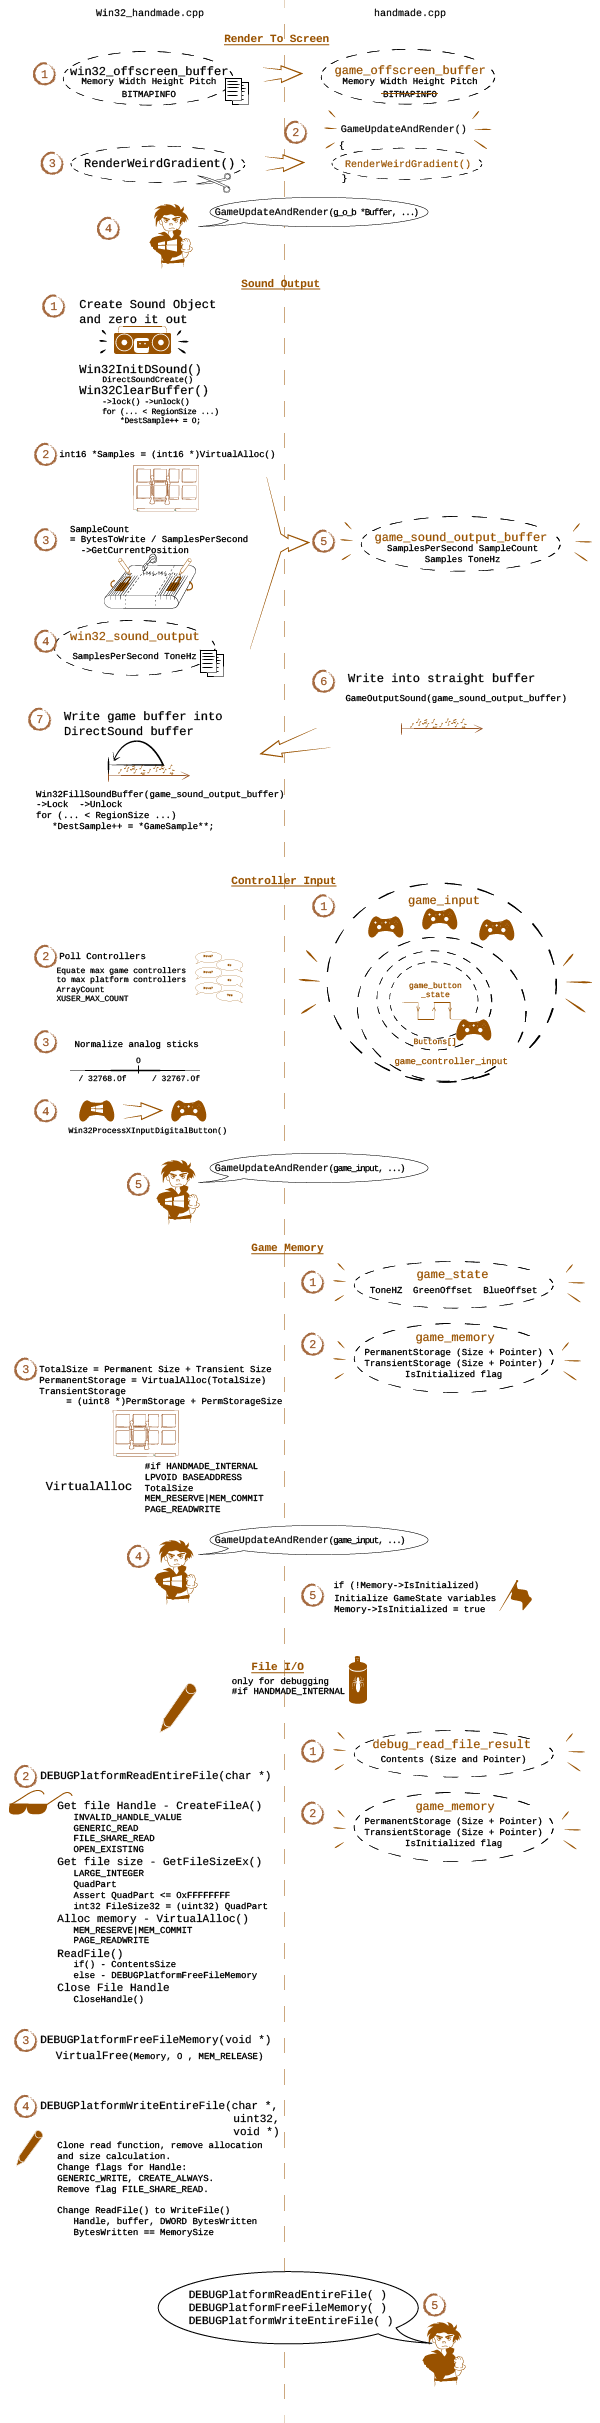 Win32_handmade.cpp
handmade.cpp
Render To Screen
1
win32_offscreen_buffer
Memory Width Height Pitch
BITMAPINFO
game_offscreen_buffer
Memory Width Height Pitch
BITMAPINFO
2
GameUpdateAndRender()
{
3
RenderWeirdGradient()
RenderWeirdGradient()
}
4
GameUpdateAndRender(g_o_b *Buffer, ...)
Sound Output
1
Create Sound Object
and zero it out
Win32InitDSound()
DirectSoundCreate()
Win32ClearBuffer()
->lock() ->unlock()
for (... < RegionSize ...)
*DestSample++ = 0;
2
int16 *Samples = (int16 *)VirtualAlloc()
3
SampleCount
= BytesToWrite / SamplesPerSecond
->GetCurrentPosition
4
win32_sound_output
SamplesPerSecond ToneHz
5
game_sound_output_buffer
SamplesPerSecond SampleCount
Samples ToneHz
6
Write into straight buffer
GameOutputSound(game_sound_output_buffer)
7
Write game buffer into
DirectSound buffer
Win32FillSoundBuffer(game_sound_output_buffer)
->Lock ->Unlock
for (... < RegionSize ...)
*DestSample++ = *GameSample**;
Controller Input
1
game_input
game_button
_state
Buttons[]
game_controller_input
2
Poll Controllers
Equate max game controllers
to max platform controllers
ArrayCount
XUSER_MAX_COUNT
3
Normalize analog sticks
0
/ 32768.0f
/ 32767.0f
4
Win32ProcessXInputDigitalButton()
5
GameUpdateAndRender(game_input, ...)
Game Memory
1
game_state
ToneHZ GreenOffset BlueOffset
2
game_memory
PermanentStorage (Size + Pointer)
TransientStorage (Size + Pointer)
IsInitialized flag
3
TotalSize = Permanent Size + Transient Size
PermanentStorage = VirtualAlloc(TotalSize)
TransientStorage
= (uint8 *)PermStorage + PermStorageSize
VirtualAlloc
#if HANDMADE_INTERNAL
LPVOID BASEADDRESS
TotalSize
MEM_RESERVE|MEM_COMMIT
PAGE_READWRITE
4
GameUpdateAndRender(game_input, ...)
5
if (!Memory->IsInitialized)
Initialize GameState variables
Memory->IsInitialized = true
File I/O
only for debugging
#if HANDMADE_INTERNAL
1
debug_read_file_result
Contents (Size and Pointer)
2
game_memory
PermanentStorage (Size + Pointer)
TransientStorage (Size + Pointer)
IsInitialized flag
2
DEBUGPlatformReadEntireFile(char *)
Get file Handle - CreateFileA()
INVALID_HANDLE_VALUE
GENERIC_READ
FILE_SHARE_READ
OPEN_EXISTING
Get file size - GetFileSizeEx()
LARGE_INTEGER
QuadPart
Assert QuadPart <= 0xFFFFFFFF
int32 FileSize32 = (uint32) QuadPart
Alloc memory - VirtualAlloc()
MEM_RESERVE|MEM_COMMIT
PAGE_READWRITE
ReadFile()
if() - ContentsSize
else - DEBUGPlatformFreeFileMemory
Close File Handle
CloseHandle()
3
DEBUGPlatformFreeFileMemory(void *)
VirtualFree(Memory, 0 , MEM_RELEASE)
4
DEBUGPlatformWriteEntireFile(char *,
uint32,
void *)
Clone read function, remove allocation
and size calculation.
Change flags for Handle:
GENERIC_WRITE, CREATE_ALWAYS.
Remove flag FILE_SHARE_READ.
Change ReadFile() to WriteFile()
Handle, buffer, DWORD BytesWritten
BytesWritten == MemorySize
DEBUGPlatformReadEntireFile( )
DEBUGPlatformFreeFileMemory( )
DEBUGPlatformWriteEntireFile( )
5